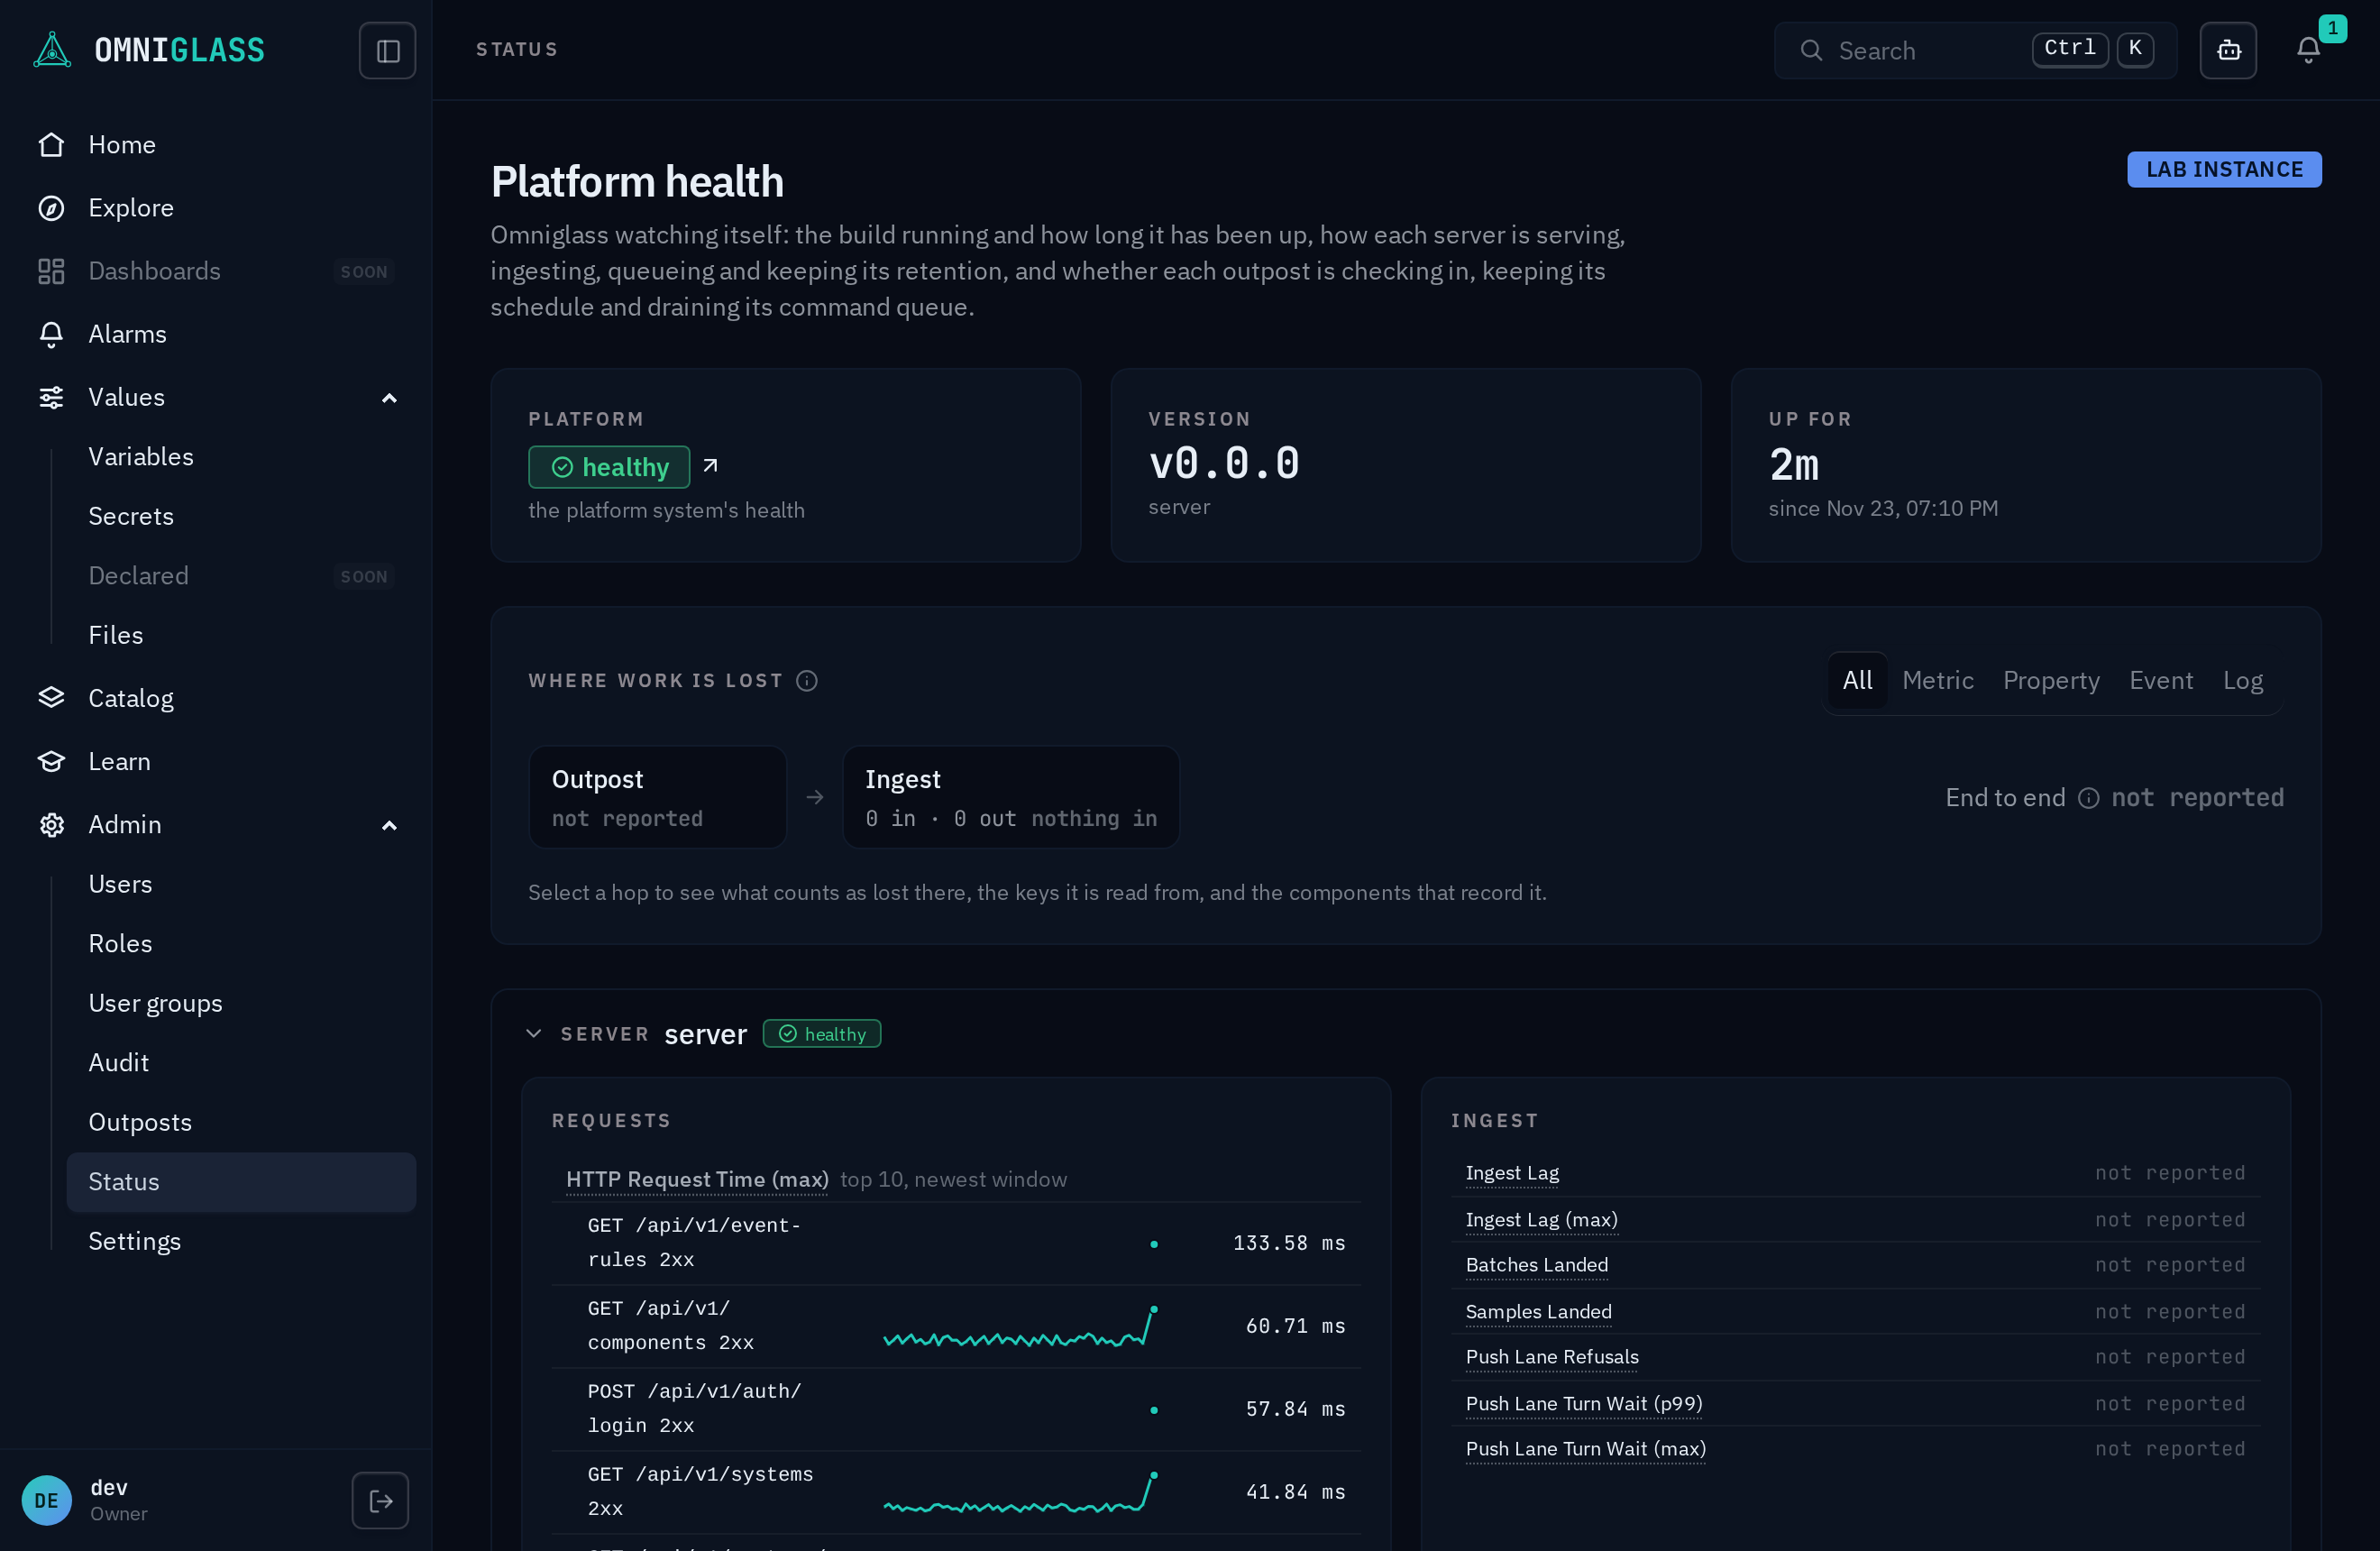 OMNIGLASS
STATUS
Search
Ctrl K
1
Home
Explore
Dashboards SOON
Alarms
Values
Variables
Secrets
Declared SOON
Files
Catalog
Learn
Admin
Users
Roles
User groups
Audit
Outposts
Status
Settings
DE
dev
Owner
Platform health
LAB INSTANCE
Omniglass watching itself: the build running and how long it has been up, how each server is serving,
ingesting, queueing and keeping its retention, and whether each outpost is checking in, keeping its
schedule and draining its command queue.
PLATFORM
healthy
the platform system's health
VERSION
v0.0.0
server
UP FOR
2m
since Nov 23, 07:10 PM
WHERE WORK IS LOST
All Metric Property Event Log
Outpost
not reported
Ingest
0 in · 0 out nothing in
End to end not reported
Select a hop to see what counts as lost there, the keys it is read from, and the components that record it.
SERVER server healthy
REQUESTS
HTTP Request Time (max) top 10, newest window
GET /api/v1/event-
rules 2xx
133.58 ms
GET /api/v1/
components 2xx
60.71 ms
POST /api/v1/auth/
login 2xx
57.84 ms
GET /api/v1/systems
2xx
41.84 ms
INGEST
Ingest Lag not reported
Ingest Lag (max) not reported
Batches Landed not reported
Samples Landed not reported
Push Lane Refusals not reported
Push Lane Turn Wait (p99) not reported
Push Lane Turn Wait (max) not reported